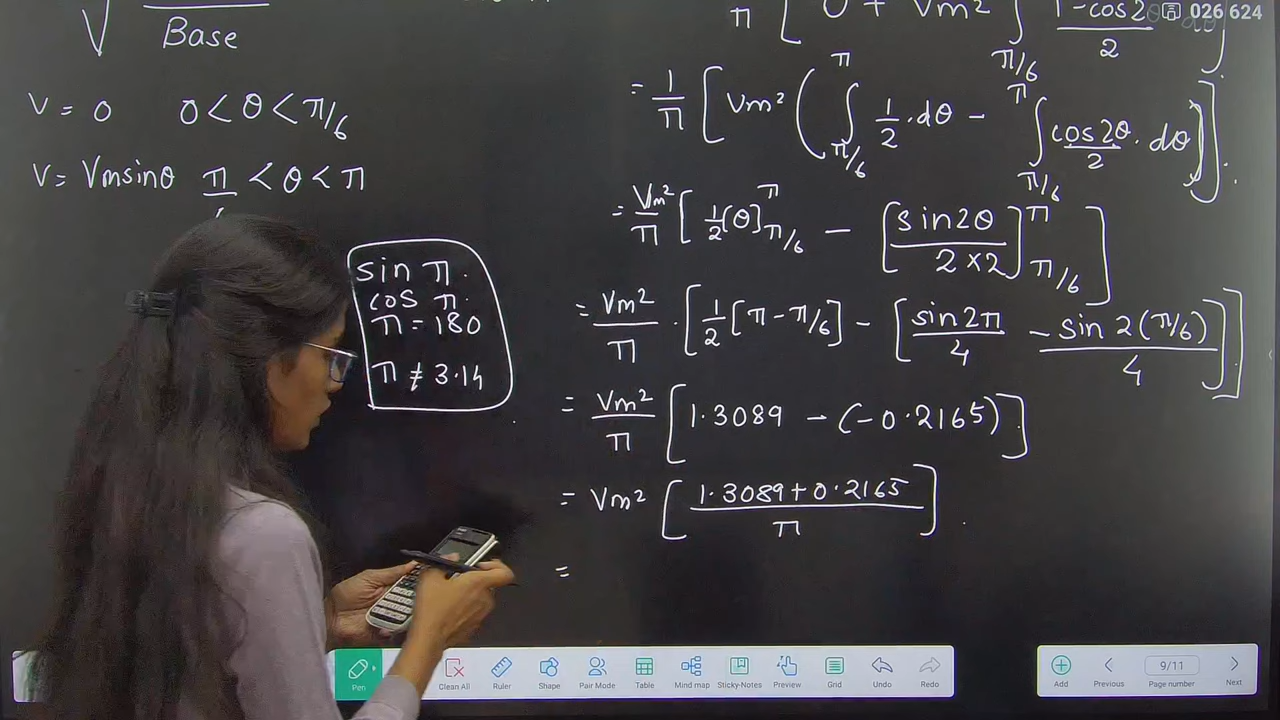 √ Base
v = 0   0 < θ < π/6
v = Vmsinθ   π < θ < π
sin π.
cos π.
π = 180
π ≠ 3.14
π [ 0 + Vm² ∫π/6 1-cos2θ/2 dθ ]
026 624
= 1/π [ Vm² ( ∫π/6^π 1/2 . dθ - ∫π/6^π cos2θ/2 . dθ ) ].
= Vm²/π [ 1/2 [θ]π/6^π - [ sin2θ / 2×2 ]π/6^π ]
= Vm²/π . [ 1/2 [π - π/6] - [ sin2π/4 - sin 2(π/6)/4 ] ]
= Vm²/π [ 1.3089 - (-0.2165) ]
= Vm² [ 1.3089+0.2165 / π ] .
=
Pen Clean All Ruler Shape Pair Mode Table Mind map Sticky-Notes Preview Grid Undo Redo
Add Previous 9/11 Page number Next